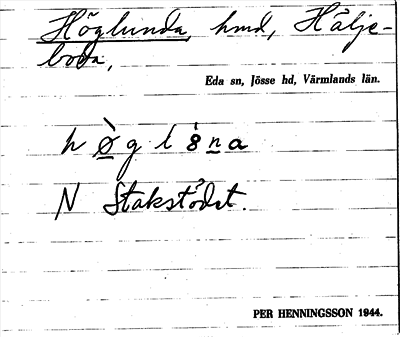 Höglunda, hmd, Hälje-
boda,
Eda sn, Jösse hd, Värmlands län.
h ø̀ g l 8̀ n a
N Stakstödet.
PER HENNINGSSON 1944.